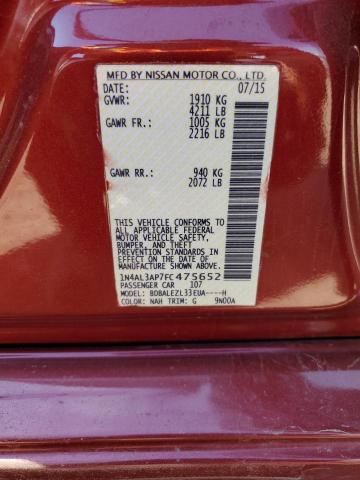 MFD BY NISSAN MOTOR CO., LTD.
DATE: 07/15
GVWR: 1910 KG
4211 LB
GAWR FR.: 1005 KG
2216 LB
GAWR RR.: 940 KG
2072 LB
THIS VEHICLE CONFORMS TO
ALL APPLICABLE FEDERAL
MOTOR VEHICLE SAFETY,
BUMPER, AND THEFT
PREVENTION STANDARDS IN
EFFECT ON THE DATE OF
MANUFACTURE SHOWN ABOVE.
1N4AL3AP7FC475652
PASSENGER CAR 107
MODEL: BDBALEZL33EUA----H
COLOR: NAH TRIM: G 9N00A